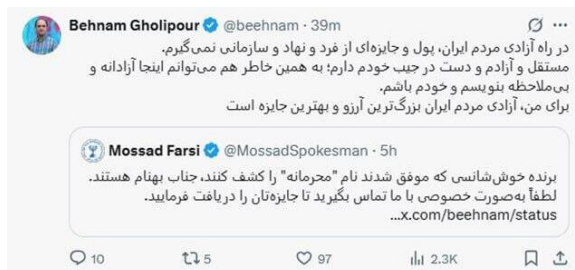 Behnam Gholipour @beehnam · 39m
در راه آزادی مردم ایران، پول و جایزه‌ای از فرد و نهاد و سازمانی نمی‌گیرم.
مستقل و آزادم و دست در جیب خودم دارم؛ به همین خاطر هم می‌توانم اینجا آزادانه و
بی‌ملاحظه بنویسم و خودم باشم.
برای من، آزادی مردم ایران بزرگ‌ترین آرزو و بهترین جایزه است
Mossad Farsi @MossadSpokesman · 5h
برنده خوش‌شانسی که موفق شدند نام "محرمانه" را کشف کنند، جناب بهنام هستند.
لطفاً به‌صورت خصوصی با ما تماس بگیرید تا جایزه‌تان را دریافت فرمایید.
x.com/beehnam/status...
10 5 97 2.3K